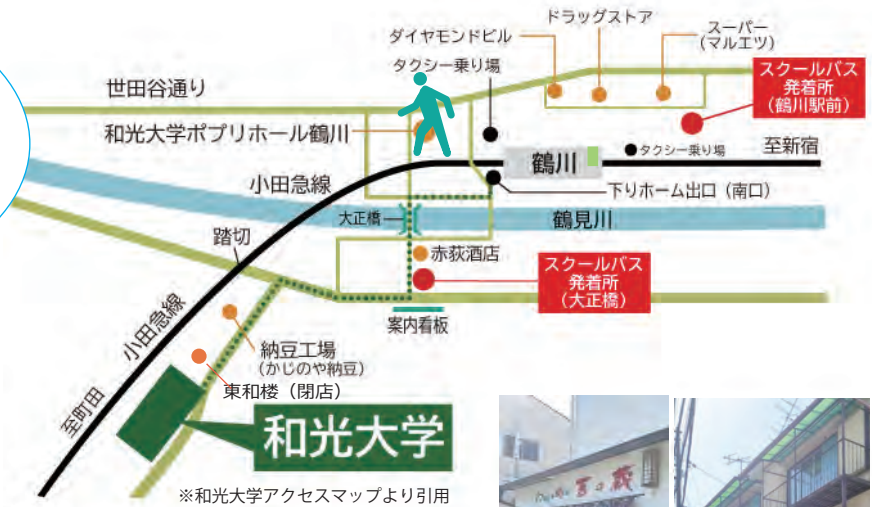 ドラッグストア
ダイヤモンドビル
スーパー
(マルエツ)
タクシー乗り場
スクールバス
発着所
(鶴川駅前)
世田谷通り
和光大学ポプリホール鶴川
タクシー乗り場
至新宿
鶴川
小田急線
下りホーム出口(南口)
大正橋
鶴見川
踏切
赤荻酒店
スクールバス
発着所
(大正橋)
小田急線
案内看板
納豆工場
(かじのや納豆)
東和楼(閉店)
至町田
和光大学
※和光大学アクセスマップより引用